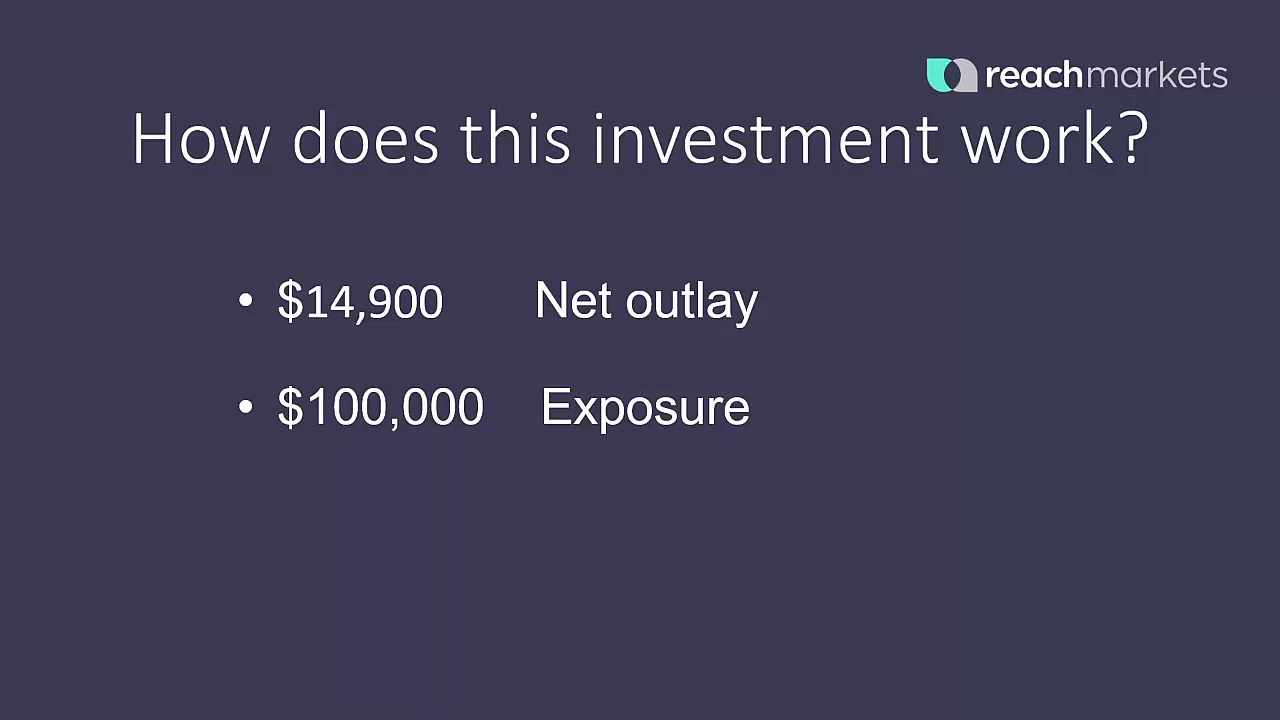 reachmarkets
How does this investment work?
• $14,900 Net outlay
• $100,000 Exposure